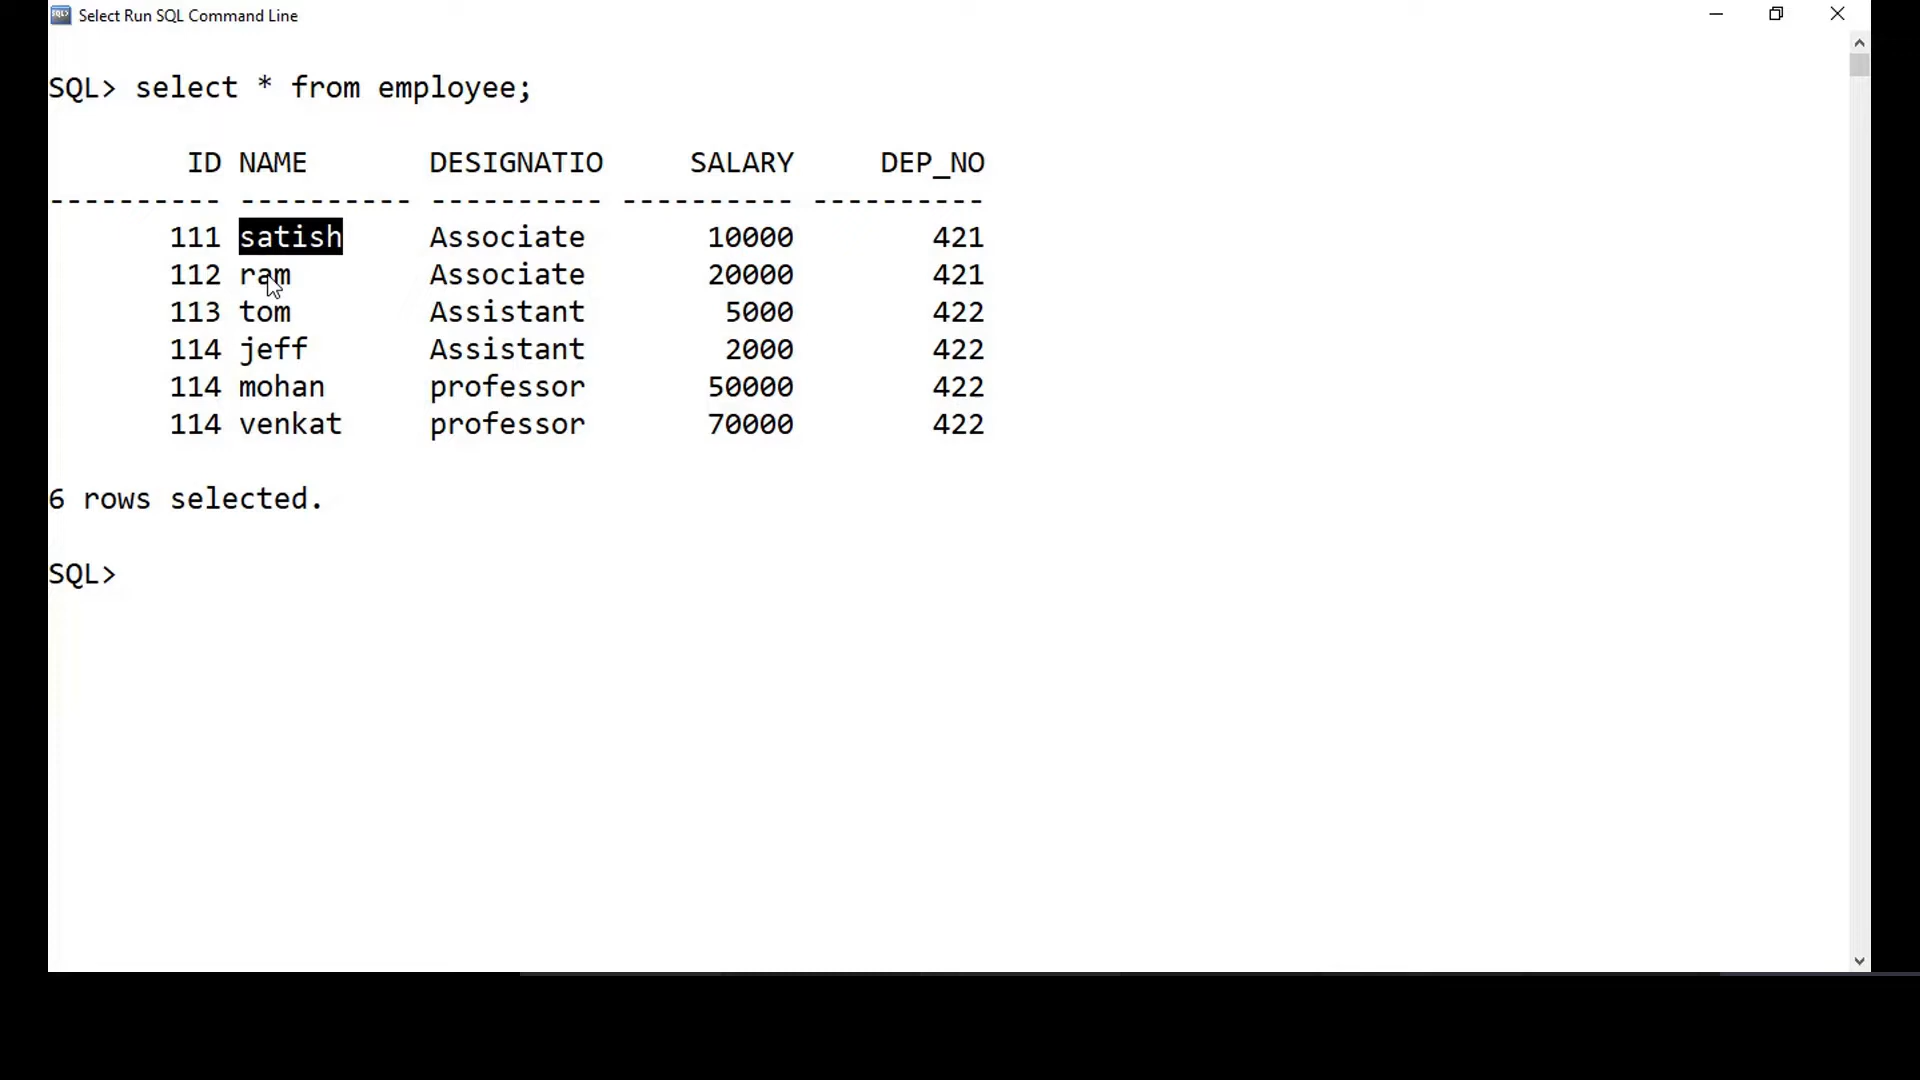 Select Run SQL Command Line
SQL> select * from employee;
ID NAME DESIGNATIO SALARY DEP_NO
---------- ---------- ---------- ---------- ----------
111 satish Associate 10000 421
112 ram Associate 20000 421
113 tom Assistant 5000 422
114 jeff Assistant 2000 422
114 mohan professor 50000 422
114 venkat professor 70000 422
6 rows selected.
SQL>